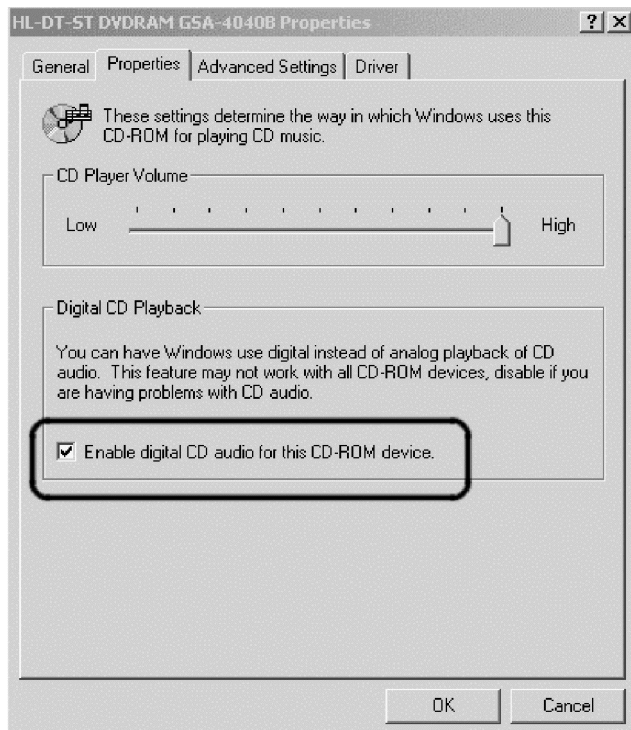 HL-DT-ST DVDRAM GSA-4040B Properties
General Properties Advanced Settings Driver
These settings determine the way in which Windows uses this
CD-ROM for playing CD music.
CD Player Volume
Low High
Digital CD Playback
You can have Windows use digital instead of analog playback of CD
audio. This feature may not work with all CD-ROM devices, disable if you
are having problems with CD audio.
Enable digital CD audio for this CD-ROM device.
OK Cancel